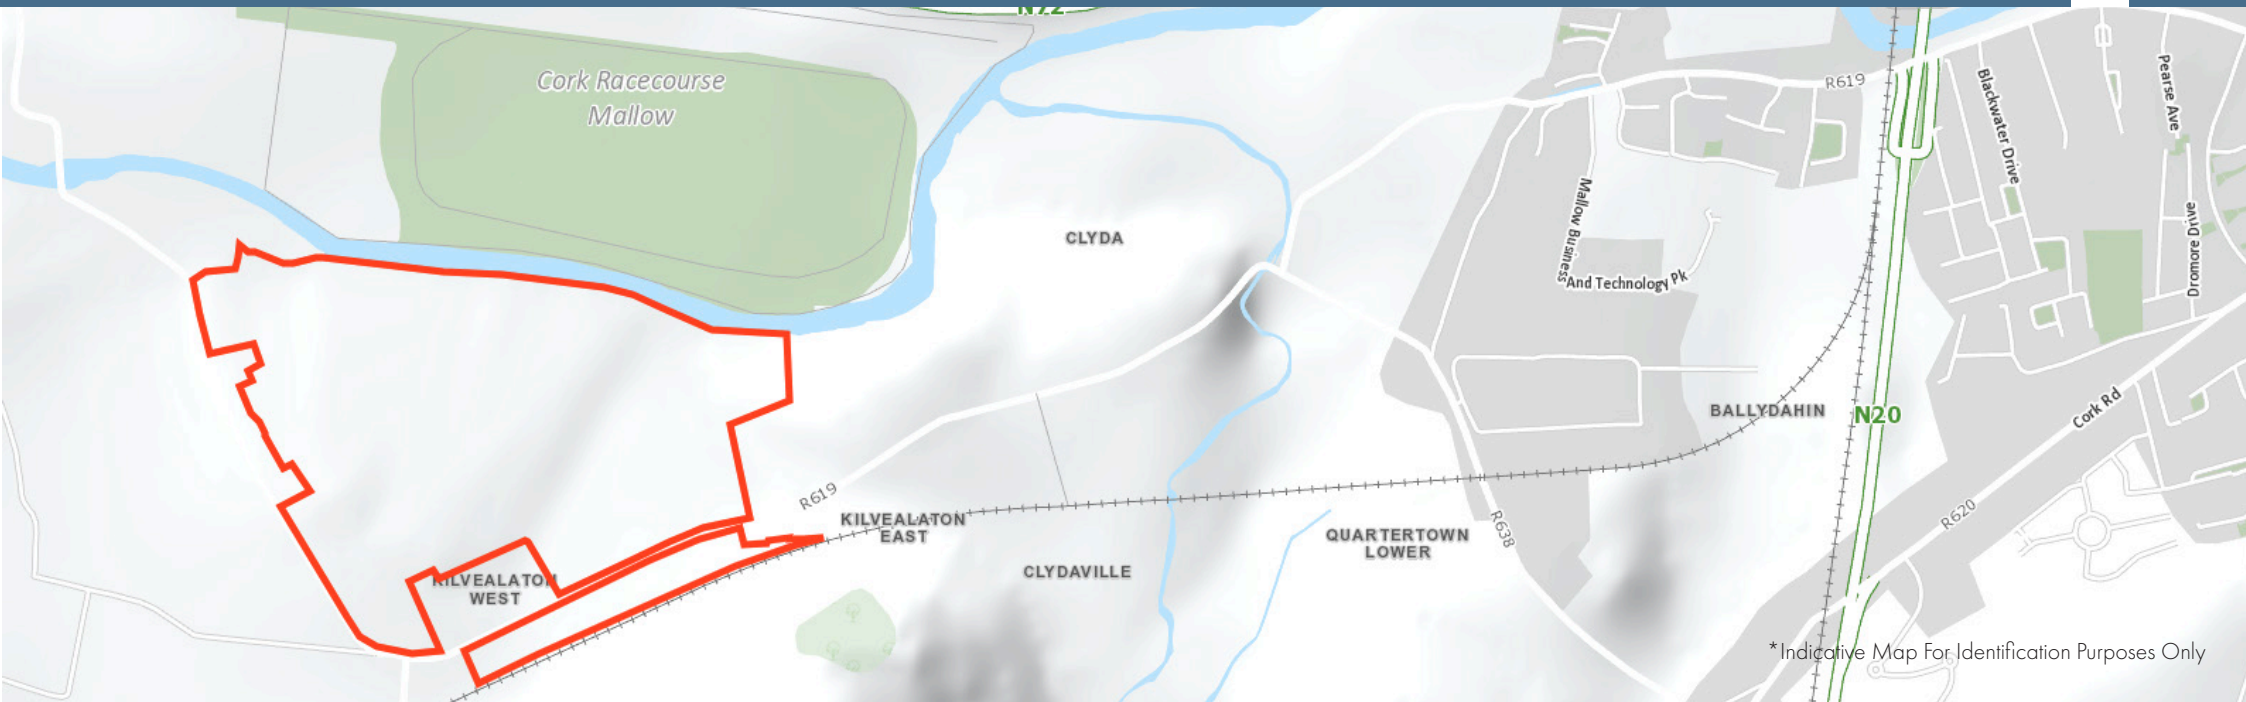 N72
Cork Racecourse
Mallow
R619
Blackwater Drive
Pearse Ave
Dromore Drive
CLYDA
Mallow Business
And Technology Pk
BALLYDAHIN
N20
Cork Rd
R619
KILVEALATON
EAST
QUARTERTOWN
LOWER
R638
R620
CLYDAVILLE
KILVEALATON
WEST
*Indicative Map For Identification Purposes Only